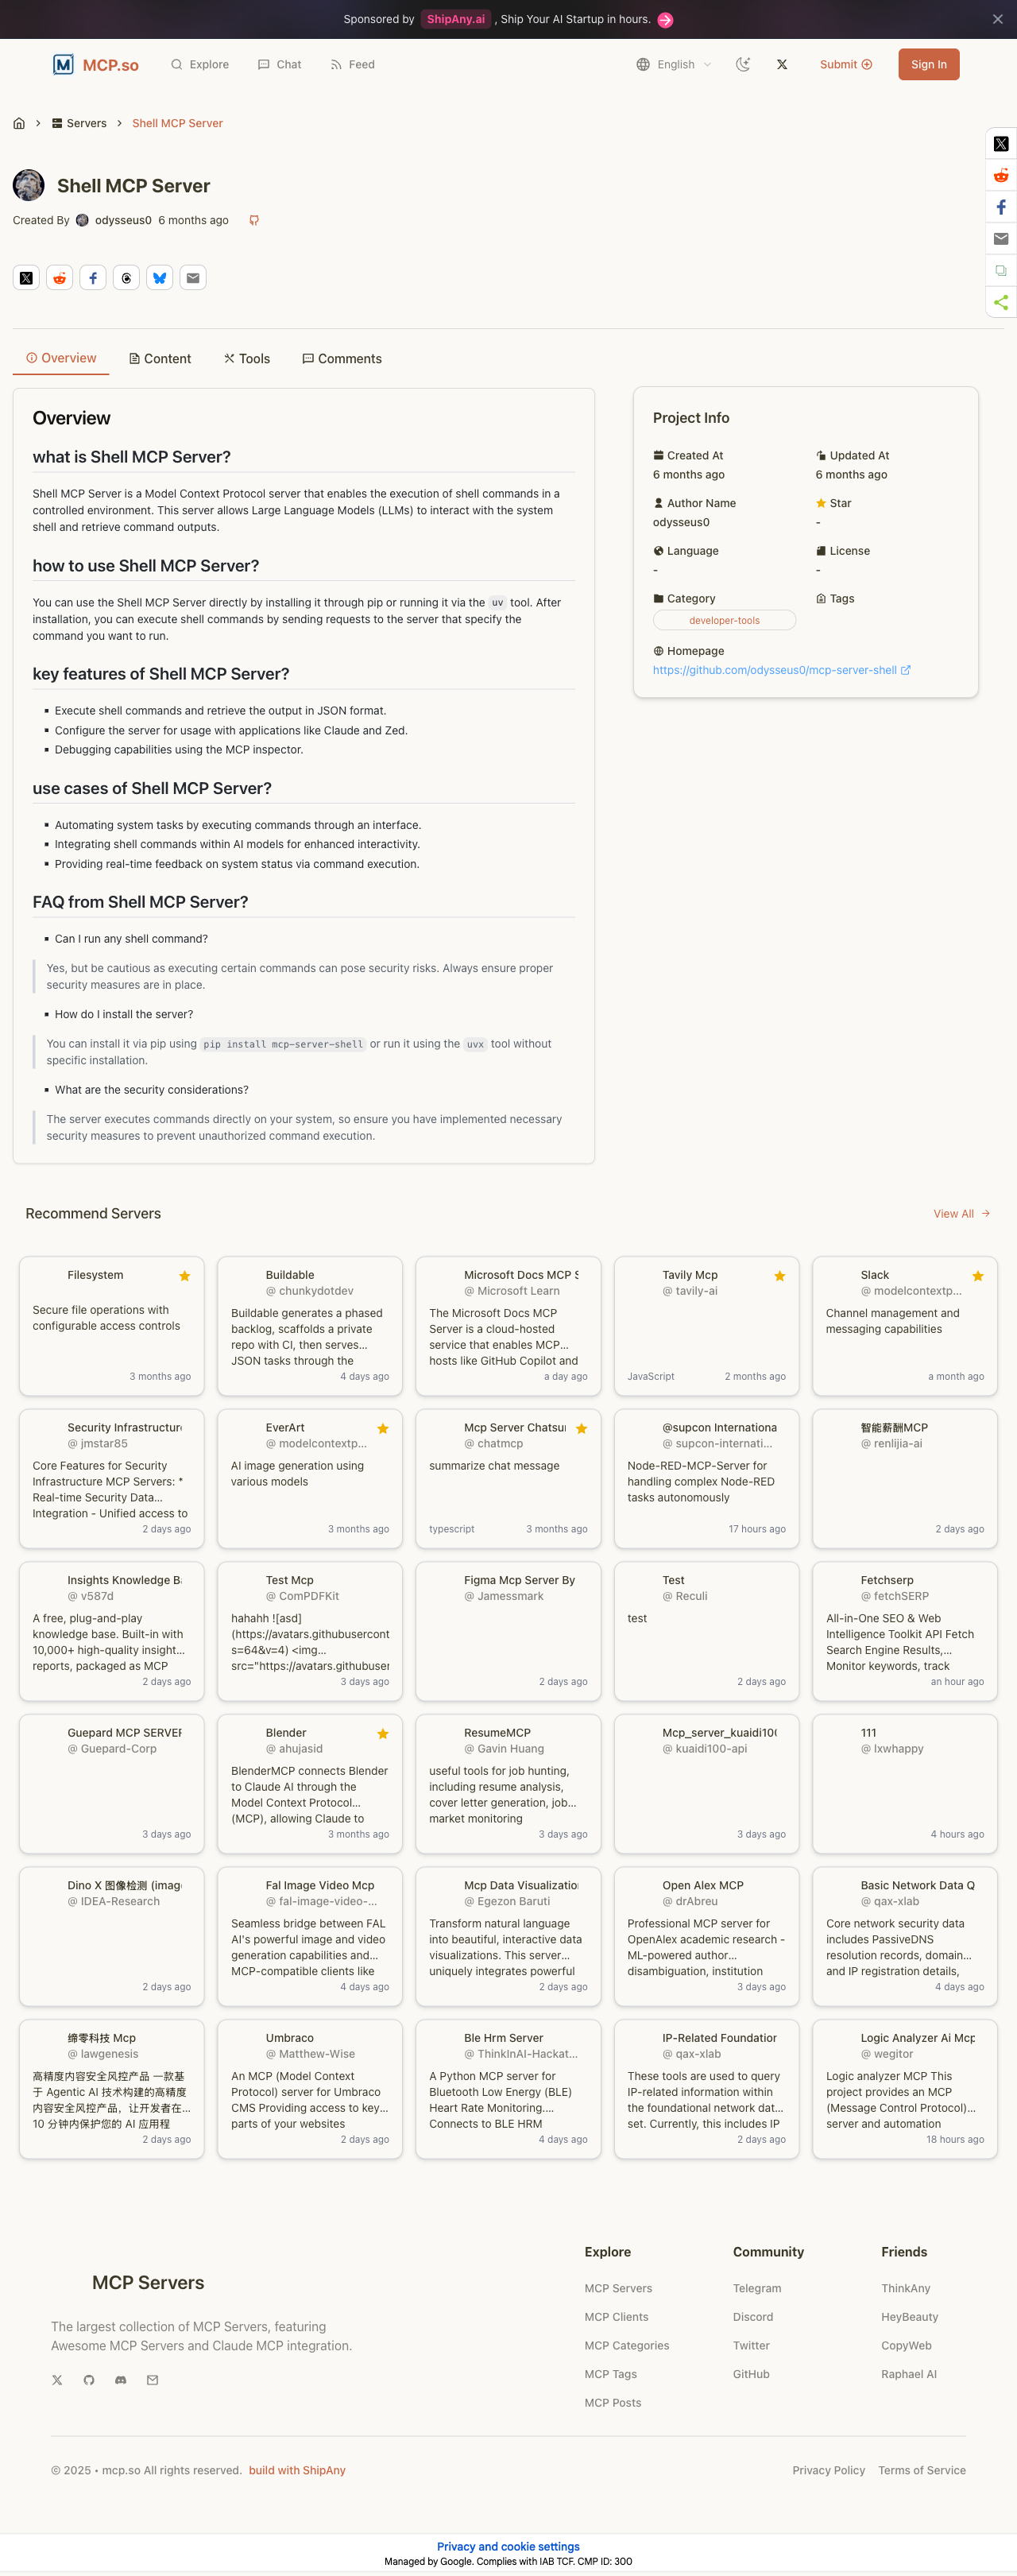 Sponsored by ShipAny.ai , Ship Your AI Startup in hours.
MCP.so Explore Chat Feed English Submit Sign In
Servers Shell MCP Server
Shell MCP Server
Created By odysseus0 6 months ago
Overview Content Tools Comments
Overview
what is Shell MCP Server?
Shell MCP Server is a Model Context Protocol server that enables the execution of shell commands in a
controlled environment. This server allows Large Language Models (LLMs) to interact with the system
shell and retrieve command outputs.
how to use Shell MCP Server?
You can use the Shell MCP Server directly by installing it through pip or running it via the uv tool. After
installation, you can execute shell commands by sending requests to the server that specify the
command you want to run.
key features of Shell MCP Server?
Execute shell commands and retrieve the output in JSON format.
Configure the server for usage with applications like Claude and Zed.
Debugging capabilities using the MCP inspector.
use cases of Shell MCP Server?
Automating system tasks by executing commands through an interface.
Integrating shell commands within AI models for enhanced interactivity.
Providing real-time feedback on system status via command execution.
FAQ from Shell MCP Server?
Can I run any shell command?
Yes, but be cautious as executing certain commands can pose security risks. Always ensure proper
security measures are in place.
How do I install the server?
You can install it via pip using pip install mcp-server-shell or run it using the uvx tool without
specific installation.
What are the security considerations?
The server executes commands directly on your system, so ensure you have implemented necessary
security measures to prevent unauthorized command execution.
Project Info
Created At Updated At
6 months ago 6 months ago
Author Name Star
odysseus0 -
Language License
- -
Category Tags
developer-tools
Homepage
https://github.com/odysseus0/mcp-server-shell
Recommend Servers View All
Filesystem
Secure file operations with
configurable access controls
3 months ago
Buildable
@ chunkydotdev
Buildable generates a phased
backlog, scaffolds a private
repo with CI, then serves...
JSON tasks through the
4 days ago
Microsoft Docs MCP S
@ Microsoft Learn
The Microsoft Docs MCP
Server is a cloud-hosted
service that enables MCP...
hosts like GitHub Copilot and
a day ago
Tavily Mcp
@ tavily-ai
JavaScript 2 months ago
Slack
@ modelcontextp...
Channel management and
messaging capabilities
a month ago
Security Infrastructure
@ jmstar85
Core Features for Security
Infrastructure MCP Servers: *
Real-time Security Data...
Integration - Unified access to
2 days ago
EverArt
@ modelcontextp...
AI image generation using
various models
3 months ago
Mcp Server Chatsum
@ chatmcp
summarize chat message
typescript 3 months ago
@supcon Internationa
@ supcon-internati...
Node-RED-MCP-Server for
handling complex Node-RED
tasks autonomously
17 hours ago
智能薪酬MCP
@ renlijia-ai
2 days ago
Insights Knowledge Ba
@ v587d
A free, plug-and-play
knowledge base. Built-in with
10,000+ high-quality insight...
reports, packaged as MCP
2 days ago
Test Mcp
@ ComPDFKit
hahahh ![asd]
(https://avatars.githubusercont
s=64&v=4) <img...
src="https://avatars.githubuser
3 days ago
Figma Mcp Server By
@ Jamessmark
2 days ago
Test
@ Reculi
test
2 days ago
Fetchserp
@ fetchSERP
All-in-One SEO & Web
Intelligence Toolkit API Fetch
Search Engine Results,...
Monitor keywords, track
an hour ago
Guepard MCP SERVER
@ Guepard-Corp
3 days ago
Blender
@ ahujasid
BlenderMCP connects Blender
to Claude AI through the
Model Context Protocol...
(MCP), allowing Claude to
3 months ago
ResumeMCP
@ Gavin Huang
useful tools for job hunting,
including resume analysis,
cover letter generation, job...
market monitoring
3 days ago
Mcp_server_kuaidi100
@ kuaidi100-api
3 days ago
111
@ lxwhappy
4 hours ago
Dino X 图像检测 (imag
@ IDEA-Research
2 days ago
Fal Image Video Mcp
@ fal-image-video-...
Seamless bridge between FAL
AI's powerful image and video
generation capabilities and...
MCP-compatible clients like
4 days ago
Mcp Data Visualization
@ Egezon Baruti
Transform natural language
into beautiful, interactive data
visualizations. This server...
uniquely integrates powerful
2 days ago
Open Alex MCP
@ drAbreu
Professional MCP server for
OpenAlex academic research -
ML-powered author...
disambiguation, institution
3 days ago
Basic Network Data Q
@ qax-xlab
Core network security data
includes PassiveDNS
resolution records, domain...
and IP registration details,
4 days ago
缔零科技 Mcp
@ lawgenesis
高精度内容安全风控产品 一款基
于 Agentic AI 技术构建的高精度
内容安全风控产品，让开发者在...
10 分钟内保护您的 AI 应用程
2 days ago
Umbraco
@ Matthew-Wise
An MCP (Model Context
Protocol) server for Umbraco
CMS Providing access to key...
parts of your websites
2 days ago
Ble Hrm Server
@ ThinkInAI-Hackat...
A Python MCP server for
Bluetooth Low Energy (BLE)
Heart Rate Monitoring....
Connects to BLE HRM
4 days ago
IP-Related Foundation
@ qax-xlab
These tools are used to query
IP-related information within
the foundational network dat...
set. Currently, this includes IP
2 days ago
Logic Analyzer Ai Mcp
@ wegitor
Logic analyzer MCP This
project provides an MCP
(Message Control Protocol)...
server and automation
18 hours ago
MCP Servers
The largest collection of MCP Servers, featuring
Awesome MCP Servers and Claude MCP integration.
Explore
MCP Servers
MCP Clients
MCP Categories
MCP Tags
MCP Posts
Community
Telegram
Discord
Twitter
GitHub
Friends
ThinkAny
HeyBeauty
CopyWeb
Raphael AI
© 2025 • mcp.so All rights reserved. build with ShipAny Privacy Policy Terms of Service
Privacy and cookie settings
Managed by Google. Complies with IAB TCF. CMP ID: 300